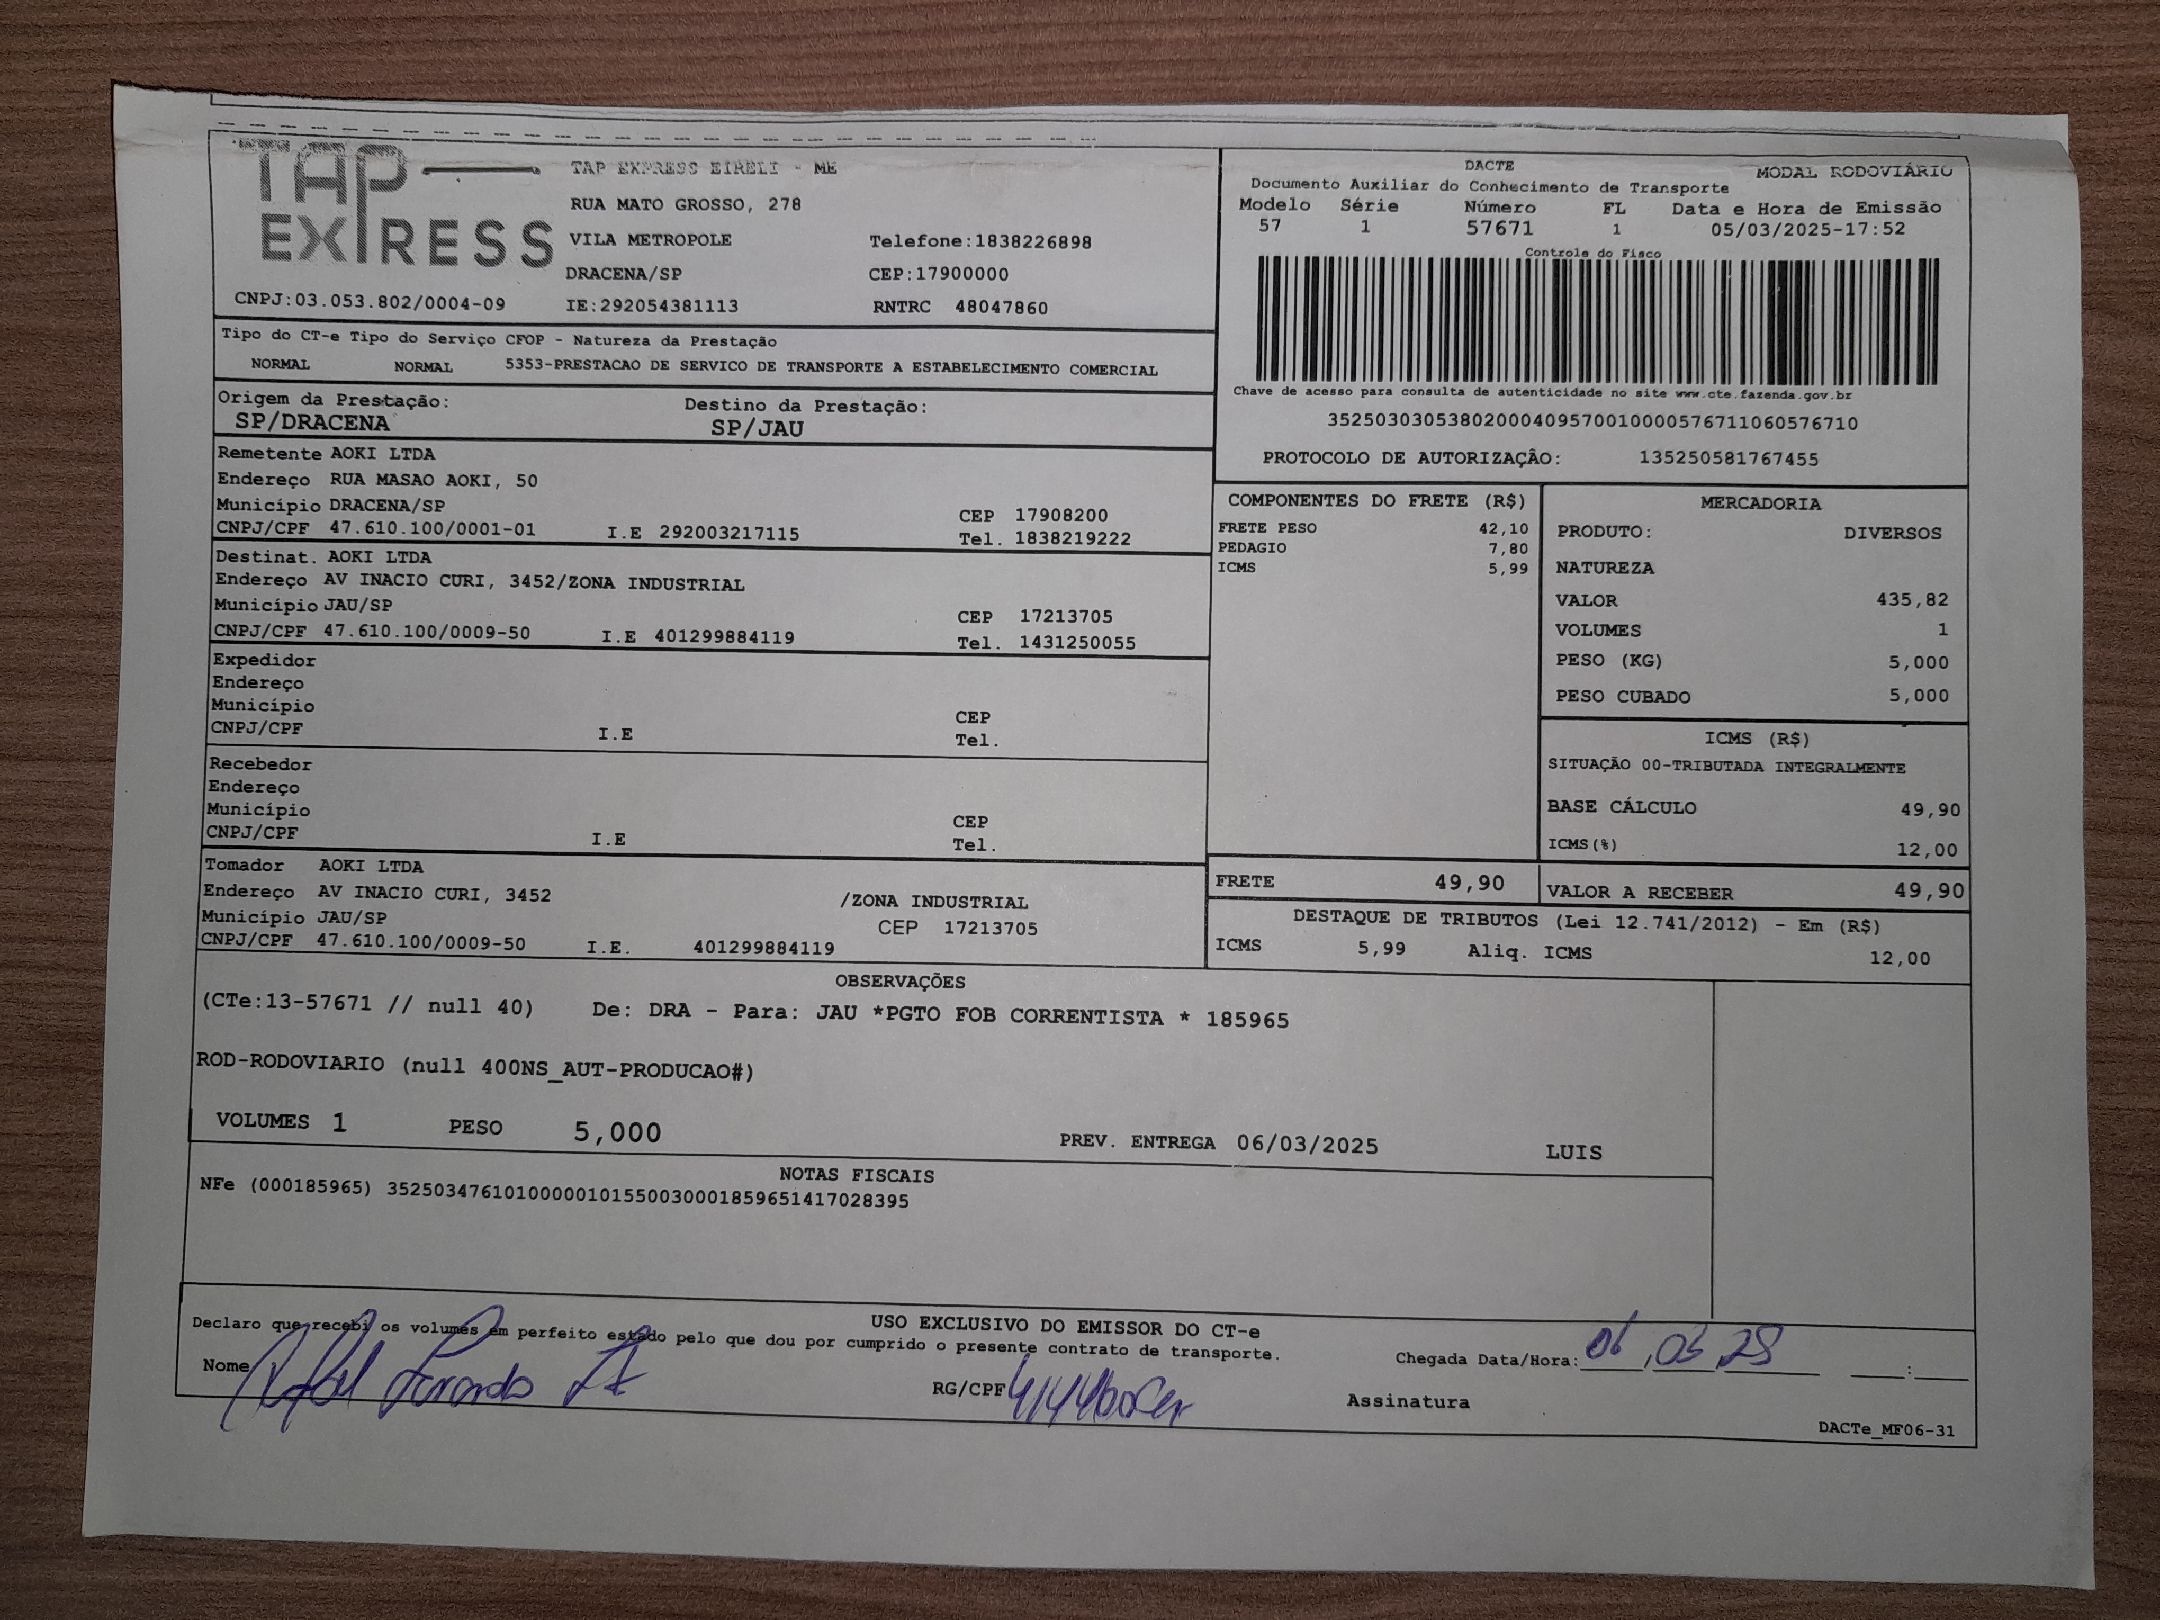 TAP EXPRESS
TAP EXPRESS EIRELI - ME
RUA MATO GROSSO, 278
VILA METROPOLE Telefone:1838226898
DRACENA/SP CEP:17900000
CNPJ:03.053.802/0004-09 IE:292054381113 RNTRC 48047860
DACTE MODAL RODOVIÁRIO
Documento Auxiliar do Conhecimento de Transporte
Modelo Série Número FL Data e Hora de Emissão
57 1 57671 1 05/03/2025-17:52
Controle do Fisco
Chave de acesso para consulta de autenticidade no site www.cte.fazenda.gov.br
35250303053802000409570010000576711060576710
PROTOCOLO DE AUTORIZAÇÃO: 135250581767455
Tipo do CT-e Tipo do Serviço CFOP - Natureza da Prestação
NORMAL NORMAL 5353-PRESTACAO DE SERVICO DE TRANSPORTE A ESTABELECIMENTO COMERCIAL
Origem da Prestação: Destino da Prestação:
SP/DRACENA SP/JAU
Remetente AOKI LTDA
Endereço RUA MASAO AOKI, 50
Município DRACENA/SP CEP 17908200
CNPJ/CPF 47.610.100/0001-01 I.E 292003217115 Tel. 1838219222
Destinat. AOKI LTDA
Endereço AV INACIO CURI, 3452/ZONA INDUSTRIAL
Município JAU/SP CEP 17213705
CNPJ/CPF 47.610.100/0009-50 I.E 401299884119 Tel. 1431250055
Expedidor
Endereço
Município CEP
CNPJ/CPF I.E Tel.
Recebedor
Endereço
Município CEP
CNPJ/CPF I.E Tel.
Tomador AOKI LTDA
Endereço AV INACIO CURI, 3452 /ZONA INDUSTRIAL
Município JAU/SP CEP 17213705
CNPJ/CPF 47.610.100/0009-50 I.E. 401299884119
COMPONENTES DO FRETE (R$)
FRETE PESO 42,10
PEDAGIO 7,80
ICMS 5,99
MERCADORIA
PRODUTO: DIVERSOS
NATUREZA
VALOR 435,82
VOLUMES 1
PESO (KG) 5,000
PESO CUBADO 5,000
ICMS (R$)
SITUAÇÃO 00-TRIBUTADA INTEGRALMENTE
BASE CÁLCULO 49,90
ICMS(%) 12,00
FRETE 49,90 VALOR A RECEBER 49,90
DESTAQUE DE TRIBUTOS (Lei 12.741/2012) - Em (R$)
ICMS 5,99 Aliq. ICMS 12,00
OBSERVAÇÕES
(CTe:13-57671 // null 40) De: DRA - Para: JAU *PGTO FOB CORRENTISTA * 185965
ROD-RODOVIARIO (null 400NS_AUT-PRODUCAO#)
VOLUMES 1 PESO 5,000 PREV. ENTREGA 06/03/2025 LUIS
NOTAS FISCAIS
NFe (000185965) 35250347610100000101550030001859651417028395
USO EXCLUSIVO DO EMISSOR DO CT-e
Declaro que recebi os volumes em perfeito estado pelo que dou por cumprido o presente contrato de transporte.
Nome RG/CPF Chegada Data/Hora: :
Assinatura
DACTe_MF06-31